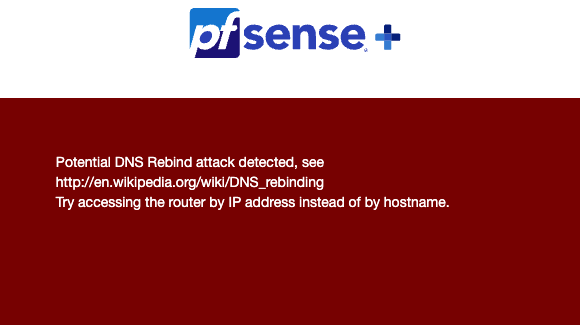 pfsense+
Potential DNS Rebind attack detected, see
http://en.wikipedia.org/wiki/DNS_rebinding
Try accessing the router by IP address instead of by hostname.